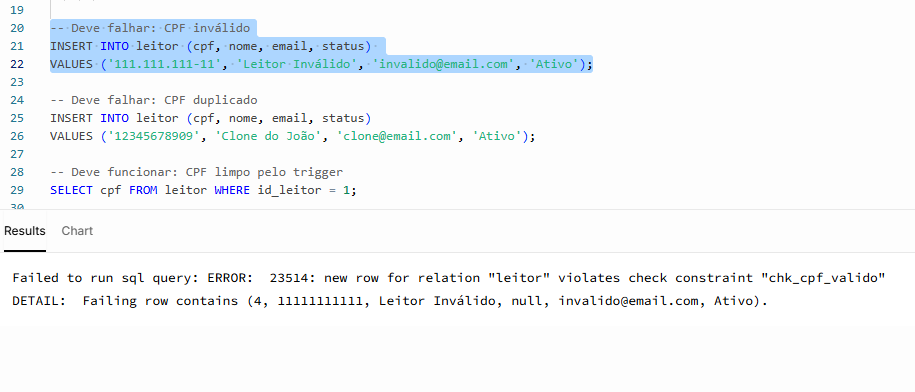 19
20 -- Deve falhar: CPF inválido
21 INSERT INTO leitor (cpf, nome, email, status)
22 VALUES ('111.111.111-11', 'Leitor Inválido', 'invalido@email.com', 'Ativo');
23
24 -- Deve falhar: CPF duplicado
25 INSERT INTO leitor (cpf, nome, email, status)
26 VALUES ('12345678909', 'Clone do João', 'clone@email.com', 'Ativo');
27
28 -- Deve funcionar: CPF limpo pelo trigger
29 SELECT cpf FROM leitor WHERE id_leitor = 1;
30
Results Chart
Failed to run sql query: ERROR:  23514: new row for relation "leitor" violates check constraint "chk_cpf_valido"
DETAIL:  Failing row contains (4, 11111111111, Leitor Inválido, null, invalido@email.com, Ativo).